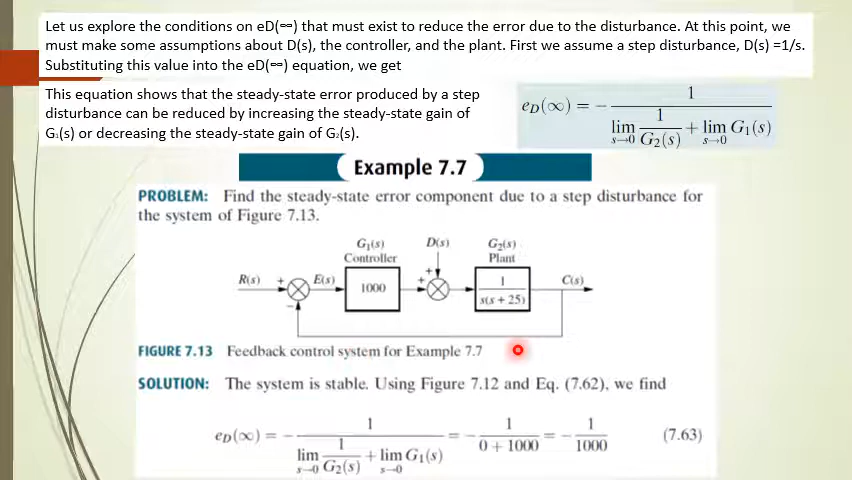 Let us explore the conditions on eD(∞) that must exist to reduce the error due to the disturbance. At this point, we
must make some assumptions about D(s), the controller, and the plant. First we assume a step disturbance, D(s) =1/s.
Substituting this value into the eD(∞) equation, we get
This equation shows that the steady-state error produced by a step
disturbance can be reduced by increasing the steady-state gain of
G₁(s) or decreasing the steady-state gain of G₂(s).
e_D(∞) = − 1 / (lim_{s→0} 1/G₂(s) + lim_{s→0} G₁(s))
Example 7.7
PROBLEM: Find the steady-state error component due to a step disturbance for
the system of Figure 7.13.
G₁(s) D(s) G₂(s)
Controller Plant
R(s) + E(s) 1000 + + 1 / s(s + 25) C(s)
−
FIGURE 7.13 Feedback control system for Example 7.7
SOLUTION: The system is stable. Using Figure 7.12 and Eq. (7.62), we find
e_D(∞) = − 1 / (lim_{s→0} 1/G₂(s) + lim_{s→0} G₁(s)) = − 1 / (0 + 1000) = − 1/1000 (7.63)